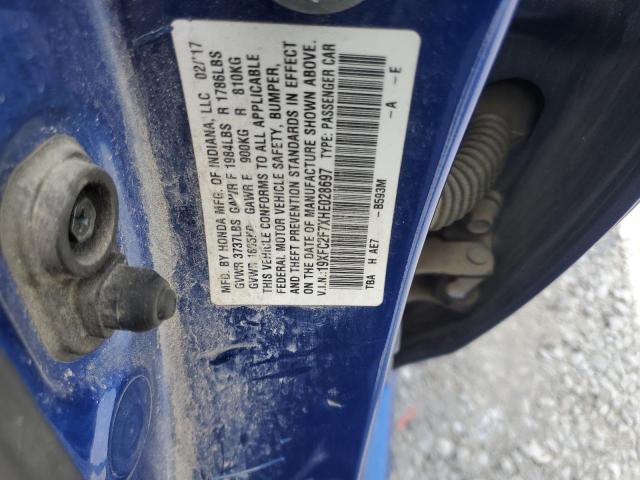 MFD. BY HONDA MFG. OF INDIANA, LLC 02/17
GVWR 3737LBS GAWR F 1984LBS R 1786LBS
GVWR 1695KG GAWR F 900KG R 810KG
THIS VEHICLE CONFORMS TO ALL APPLICABLE
FEDERAL MOTOR VEHICLE SAFETY, BUMPER,
AND THEFT PREVENTION STANDARDS IN EFFECT
ON THE DATE OF MANUFACTURE SHOWN ABOVE.
V.I.N.:19XFC2F7XHE028697 TYPE: PASSENGER CAR
TBA H AE7 -B593M -A -E